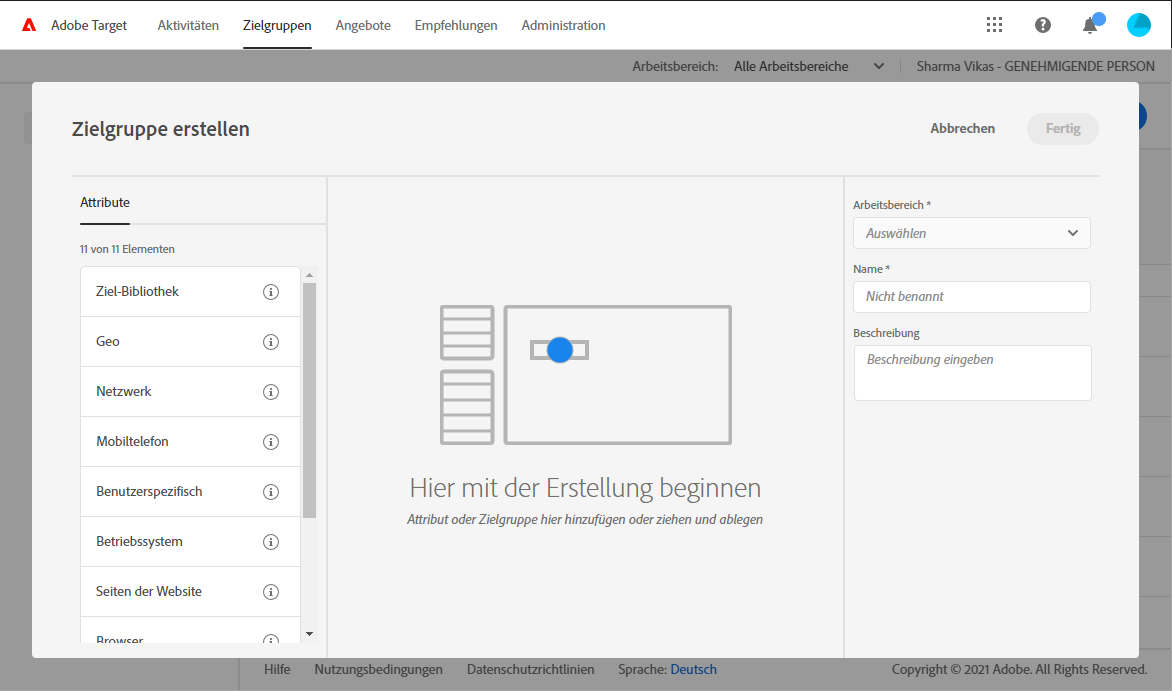 Adobe Target Aktivitäten Zielgruppen Angebote Empfehlungen Administration
Arbeitsbereich: Alle Arbeitsbereiche Sharma Vikas - GENEHMIGENDE PERSON
Zielgruppe erstellen
Abbrechen
Fertig
Attribute
11 von 11 Elementen
Ziel-Bibliothek
Geo
Netzwerk
Mobiltelefon
Benutzerspezifisch
Betriebssystem
Seiten der Website
Browser
Hier mit der Erstellung beginnen
Attribut oder Zielgruppe hier hinzufügen oder ziehen und ablegen
Arbeitsbereich *
Auswählen
Name *
Nicht benannt
Beschreibung
Beschreibung eingeben
Hilfe Nutzungsbedingungen Datenschutzrichtlinien Sprache: Deutsch Copyright © 2021 Adobe. All Rights Reserved.